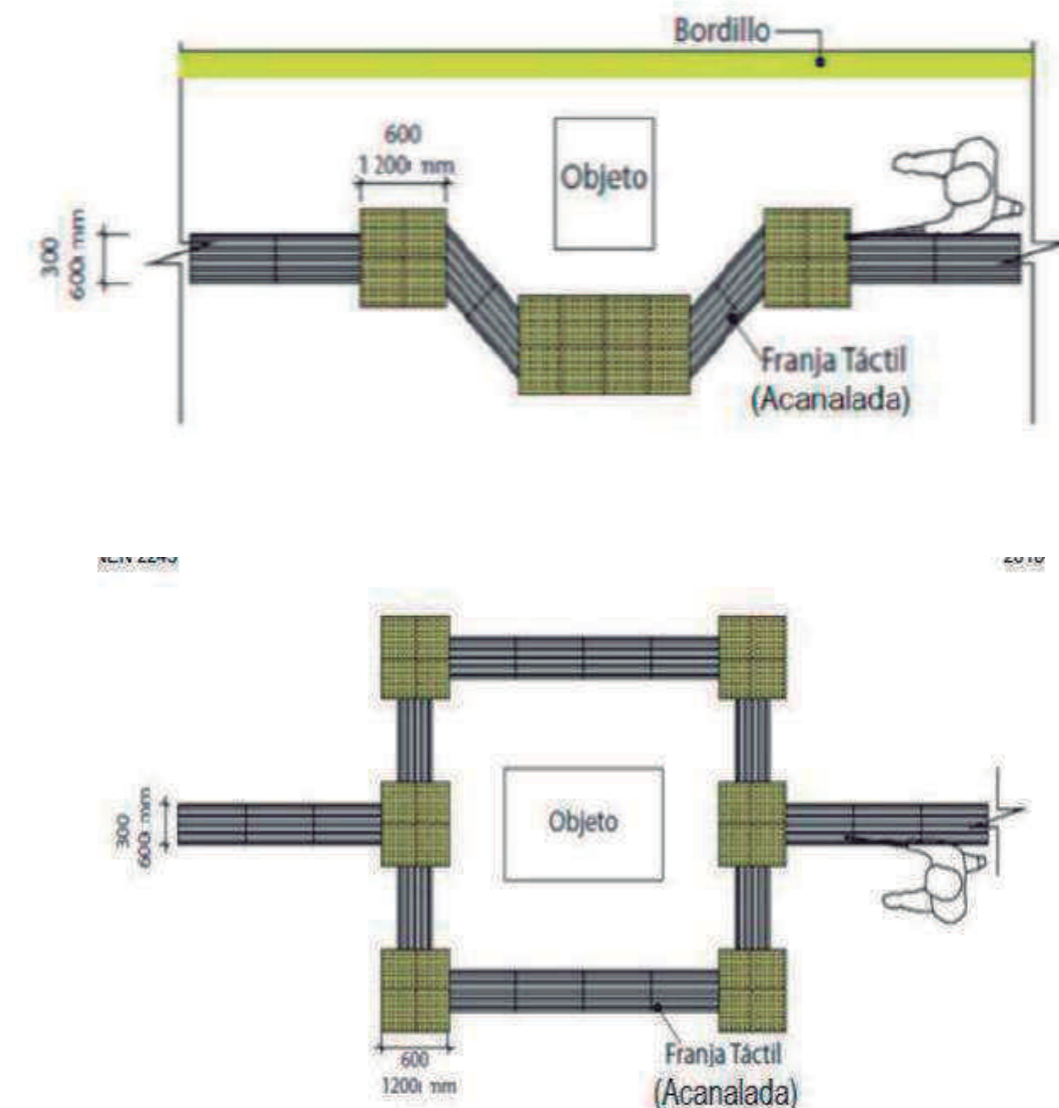 Bordillo
600
1 200 mm
Objeto
300
600 mm
Franja Táctil
(Acanalada)
2016
Objeto
300
600 mm
600
1200 mm
Franja Táctil
(Acanalada)